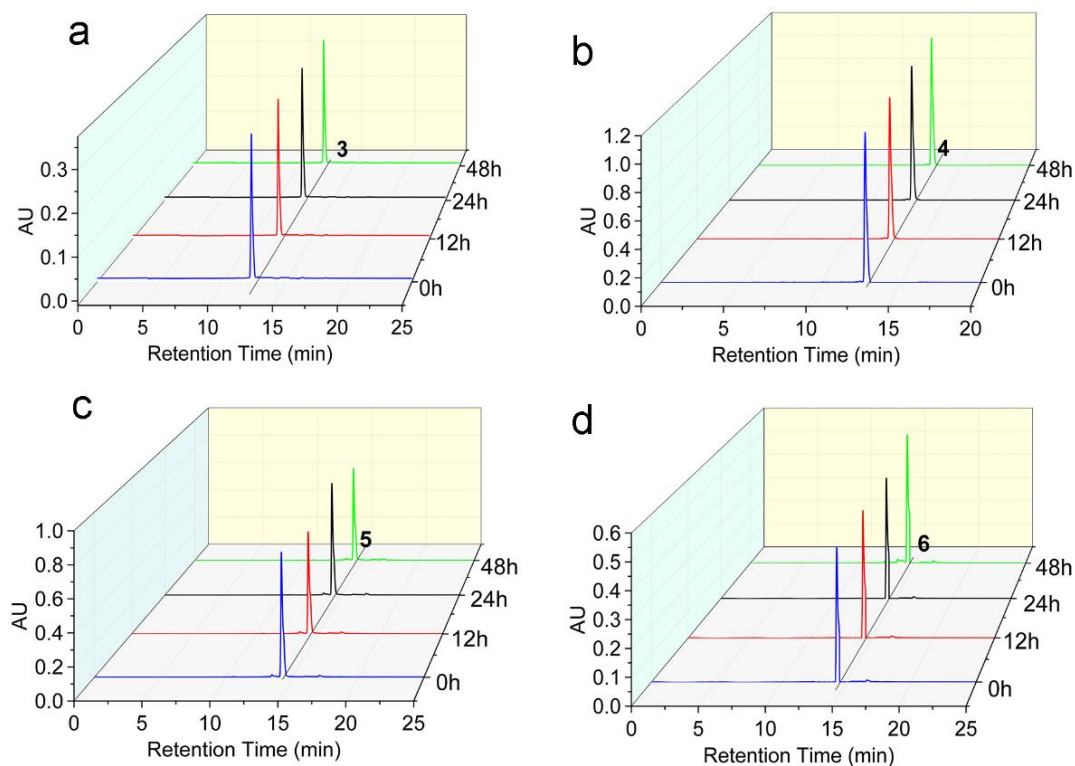 a
0.3
0.2
0.1
0.0
AU
3
48h
24h
12h
0h
0 5 10 15 20 25
Retention Time (min)
b
1.2
1.0
0.8
0.6
0.4
0.2
0.0
AU
4
48h
24h
12h
0h
0 5 10 15 20
Retention Time (min)
c
1.0
0.8
0.6
0.4
0.2
0.0
AU
5
48h
24h
12h
0h
0 5 10 15 20 25
Retention Time (min)
d
0.6
0.5
0.4
0.3
0.2
0.1
0.0
AU
6
48h
24h
12h
0h
0 5 10 15 20 25
Retention Time (min)